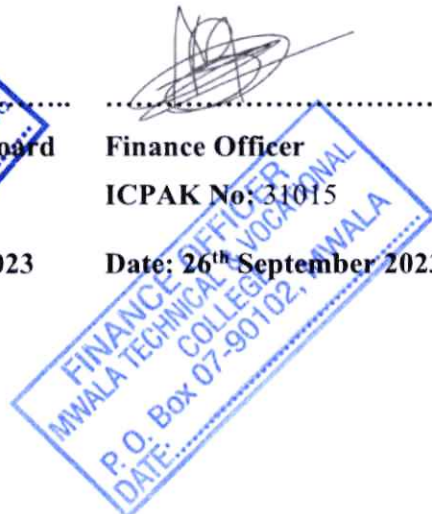 oard Finance Officer
ICPAK No: 31015
023 Date: 26th September 2023
FINANCE OFFICER
MWALA TECHNICAL & VOCATIONAL
COLLEGE
P. O. Box 07-90102, MWALA
DATE: